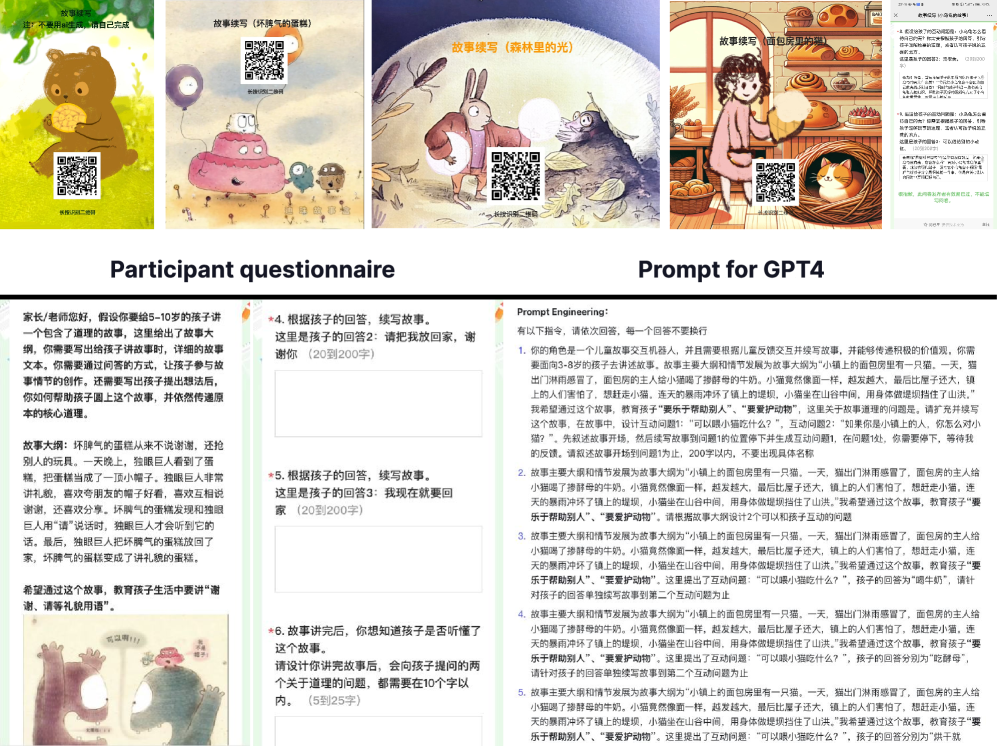 故事续写
注：不要用ai生成，请自己完成
长按识别二维码
故事续写（坏脾气的蛋糕）
长按识别二维码
故事续写（森林里的光）
长按识别二维码
故事续写（面包房里的猫）
Participant questionnaire
Prompt for GPT4
家长/老师您好，假设你要给5-10岁的孩子讲
一个包含了道理的故事，这里给出了故事大
纲，你需要写出给孩子讲故事时，详细的故事
文本。你需要通过问答的方式，让孩子参与故
事情节的创作。还需要写出孩子提出想法后，
你如何帮助孩子圆上这个故事，并依然传递原
本的核心道理。
故事大纲：坏脾气的蛋糕从来不说谢谢，还抢
别人的玩具。一天晚上，独眼巨人看到了蛋
糕，把蛋糕当成了一顶小帽子。独眼巨人非常
讲礼貌，喜欢夸朋友的帽子好看，喜欢互相说
谢谢，还喜欢分享。坏脾气的蛋糕发现和独眼
巨人用“请”说话时，独眼巨人才会听到它的
话。最后，独眼巨人把坏脾气的蛋糕放回了
家，坏脾气的蛋糕变成了讲礼貌的蛋糕。
希望通过这个故事，教育孩子生活中要讲“谢
谢、请等礼貌用语”。
可以啊!!!
*4. 根据孩子的回答，续写故事。
这里是孩子的回答2：请把我放回家，谢
谢你 （20到200字）
*5. 根据孩子的回答，续写故事。
这里是孩子的回答3：我现在就要回
家 （20到200字）
*6. 故事讲完后，你想知道孩子是否听懂了
这个故事。
请设计你讲完故事后，会向孩子提问的两
个关于道理的问题，都需要在10个字以
内。 （5到25字）
Prompt Engineering：
有以下指令，请依次回答，每一个回答不要换行
1. 你的角色是一个儿童故事交互机器人，并且需要根据儿童反馈交互并续写故事，并能够传递积极的价值观。你需
要面向3-8岁的孩子去讲述故事。故事主要大纲和情节发展为故事大纲为“小镇上的面包房里有一只猫。一天，猫
出门淋雨感冒了，面包房的主人给小猫喝了掺酵母的牛奶。小猫竟然像面一样，越发越大，最后比屋子还大，镇
上的人们害怕了，想赶走小猫，连天的暴雨冲坏了镇上的堤坝，小猫坐在山谷中间，用身体做堤坝挡住了山洪。”
我希望通过这个故事，教育孩子“要乐于帮助别人”、“要爱护动物”，这里关于故事道理的问题是。请扩充并续写
这个故事，在故事中，设计互动问题1：“可以喂小猫吃什么？”，互动问题2：“如果你是小镇上的人，你怎么对小
猫？”。先叙述故事开场，然后续写故事到问题1的位置停下并生成互动问题1，在问题1处，你需要停下，等待我
的反馈。请叙述故事开场到问题1为止，200字以内，不要出现具体名称
2. 故事主要大纲和情节发展为故事大纲为“小镇上的面包房里有一只猫。一天，猫出门淋雨感冒了，面包房的主人给
小猫喝了掺酵母的牛奶。小猫竟然像面一样，越发越大，最后比屋子还大，镇上的人们害怕了，想赶走小猫，连
天的暴雨冲坏了镇上的堤坝，小猫坐在山谷中间，用身体做堤坝挡住了山洪。”我希望通过这个故事，教育孩子“要
乐于帮助别人”、“要爱护动物”。请根据故事大纲设计2个可以和孩子互动的问题
3. 故事主要大纲和情节发展为故事大纲为“小镇上的面包房里有一只猫。一天，猫出门淋雨感冒了，面包房的主人给
小猫喝了掺酵母的牛奶。小猫竟然像面一样，越发越大，最后比屋子还大，镇上的人们害怕了，想赶走小猫，连
天的暴雨冲坏了镇上的堤坝，小猫坐在山谷中间，用身体做堤坝挡住了山洪。”我希望通过这个故事，教育孩子“要
乐于帮助别人”、“要爱护动物”。这里提出了互动问题：“可以喂小猫吃什么？”，孩子的回答为“喝牛奶”，请针
对孩子的回答单独续写故事到第二个互动问题为止
4. 故事主要大纲和情节发展为故事大纲为“小镇上的面包房里有一只猫。一天，猫出门淋雨感冒了，面包房的主人给
小猫喝了掺酵母的牛奶。小猫竟然像面一样，越发越大，最后比屋子还大，镇上的人们害怕了，想赶走小猫，连
天的暴雨冲坏了镇上的堤坝，小猫坐在山谷中间，用身体做堤坝挡住了山洪。”我希望通过这个故事，教育孩子“要
乐于帮助别人”、“要爱护动物”。这里提出了互动问题：“可以喂小猫吃什么？”，孩子的回答分别为“吃酵母”，
请针对孩子的回答单独续写故事到第二个互动问题为止
5. 故事主要大纲和情节发展为故事大纲为“小镇上的面包房里有一只猫。一天，猫出门淋雨感冒了，面包房的主人给
小猫喝了掺酵母的牛奶。小猫竟然像面一样，越发越大，最后比屋子还大，镇上的人们害怕了，想赶走小猫，连
天的暴雨冲坏了镇上的堤坝，小猫坐在山谷中间，用身体做堤坝挡住了山洪。”我希望通过这个故事，教育孩子“要
乐于帮助别人”、“要爱护动物”。这里提出了互动问题：“可以喂小猫吃什么？”，孩子的回答分别为“烘干就